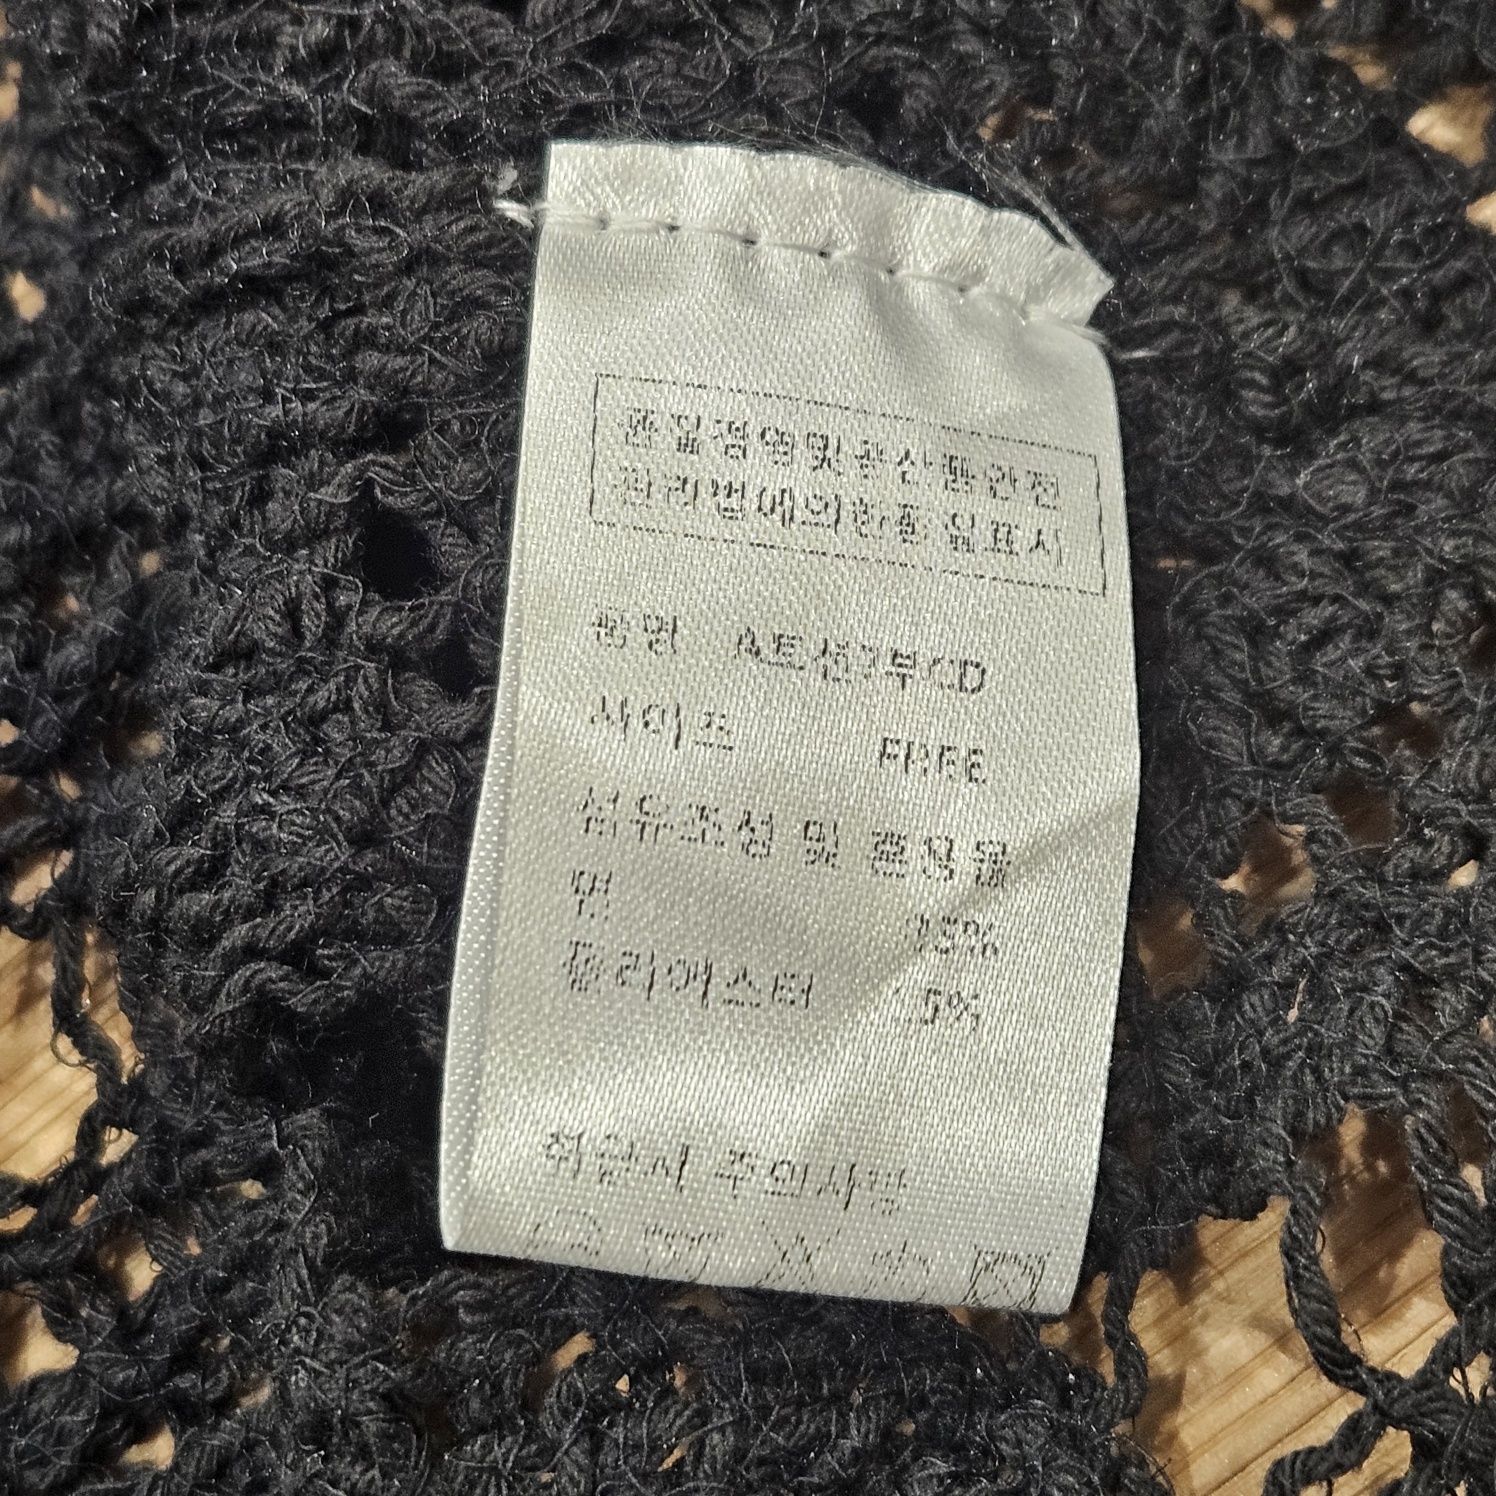 품질경영및공산품안전
관리법에의한품질표시
품명
사이즈 FREE
섬유조성 및 혼용율
면
폴리에스터 5%
취급시 주의사항